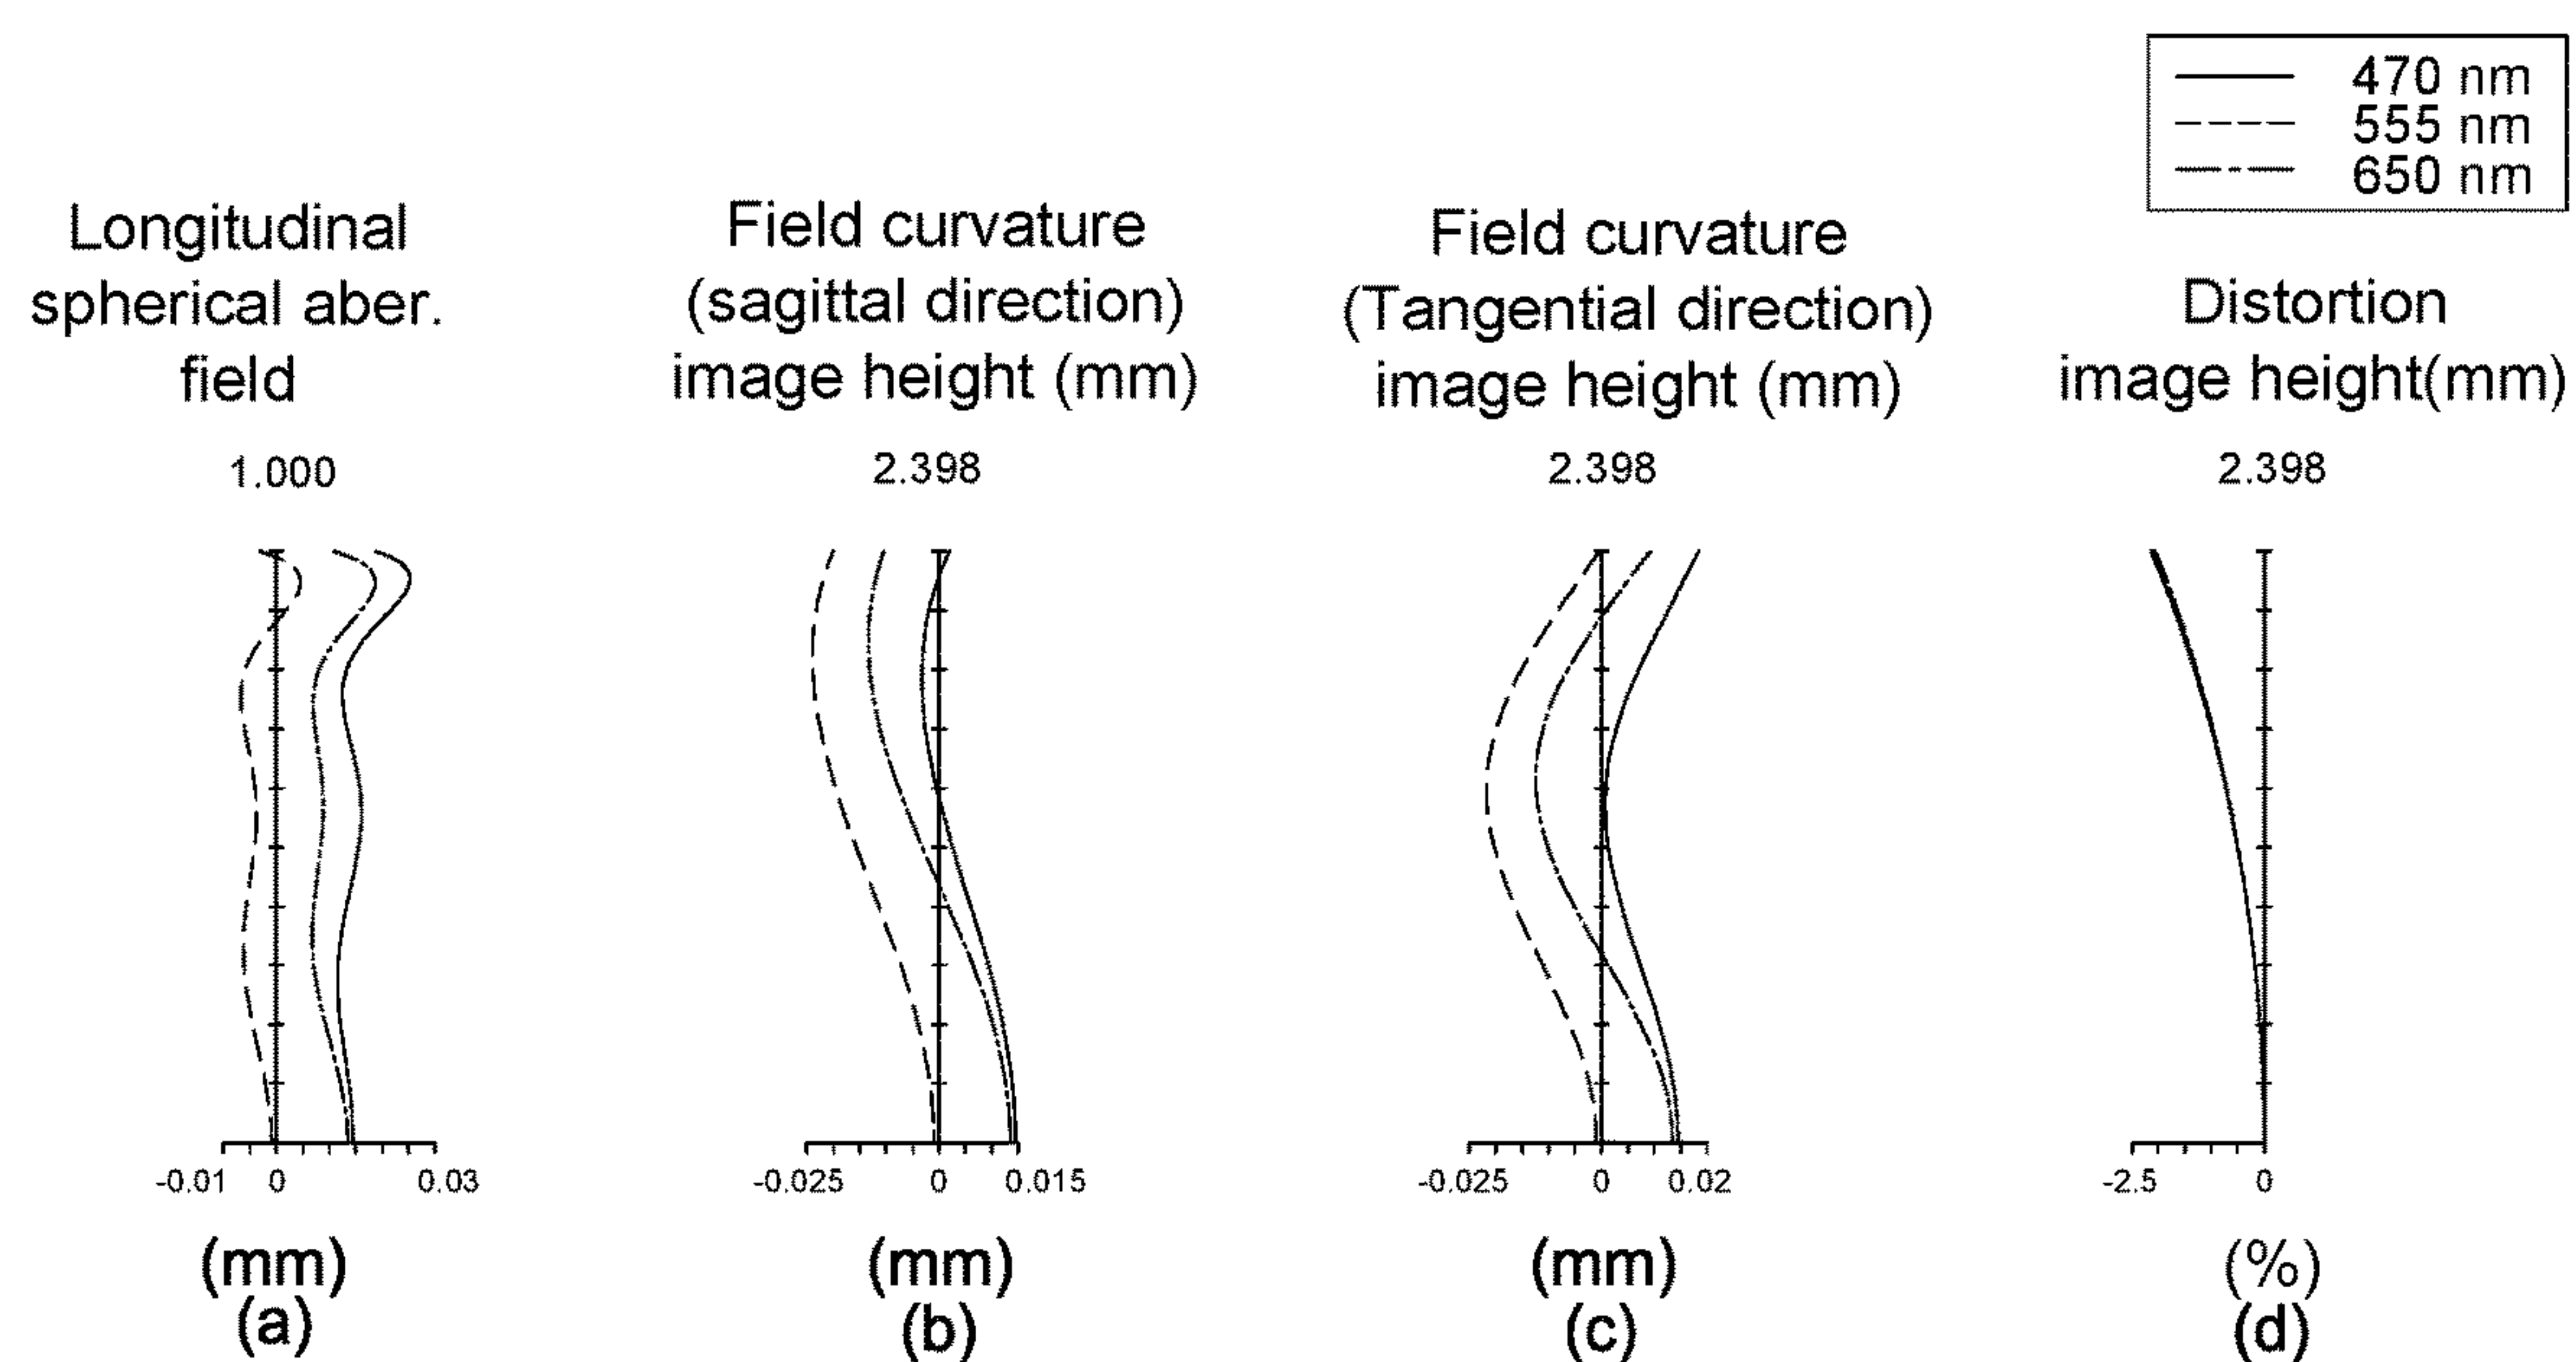 470 nm
555 nm
650 nm
Longitudinal
spherical aber.
field
1.000
-0.01 0 0.03
(mm)
(a)
Field curvature
(sagittal direction)
image height (mm)
2.398
-0.025 0 0.015
(mm)
(b)
Field curvature
(Tangential direction)
image height (mm)
2.398
-0.025 0 0.02
(mm)
(c)
Distortion
image height(mm)
2.398
-2.5 0
(%)
(d)